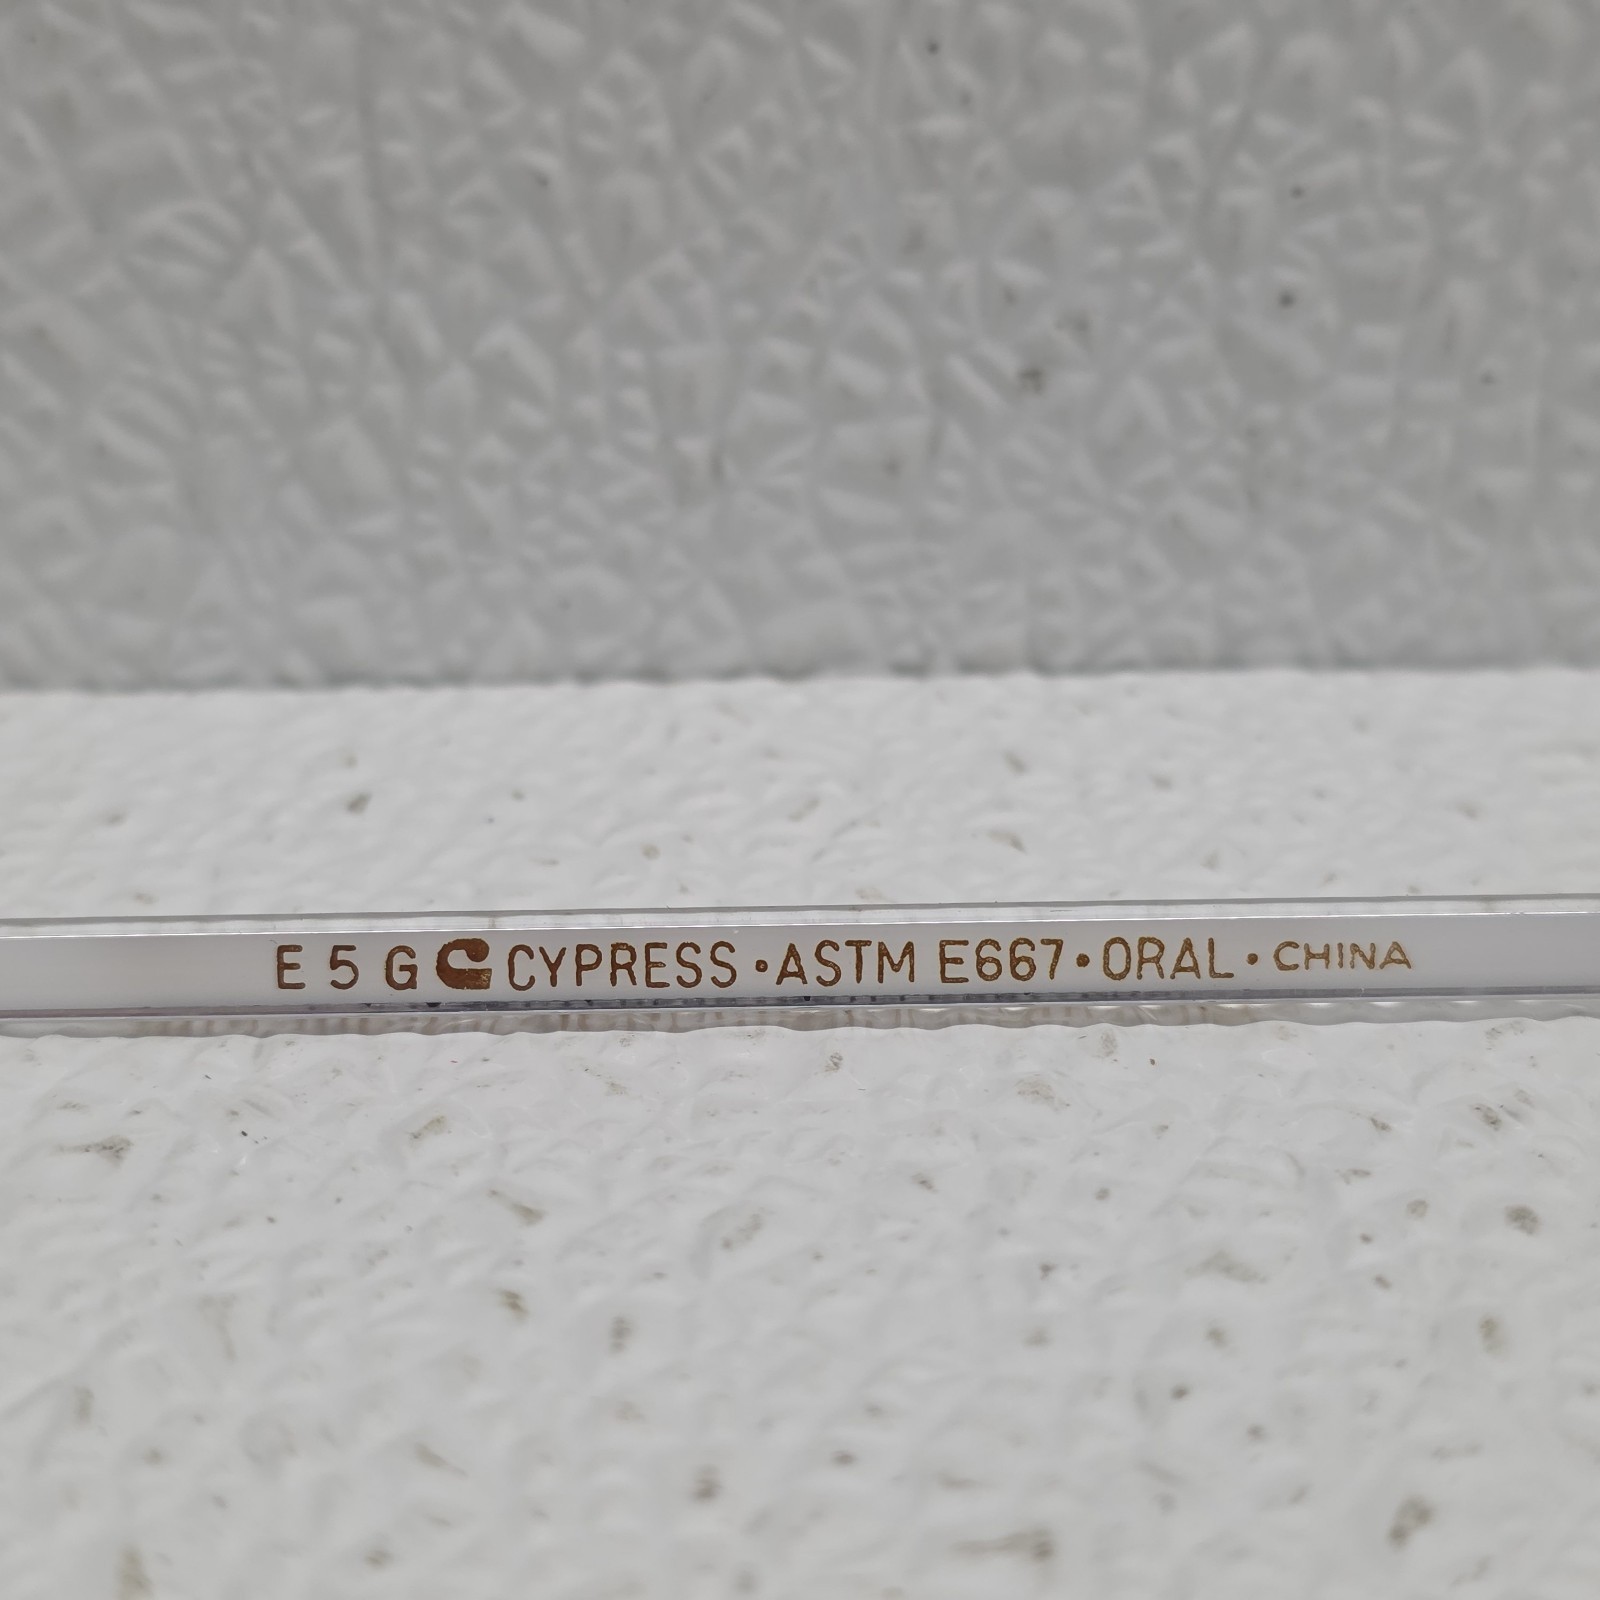 E 5 G C CYPRESS · ASTM E667 · ORAL · CHINA